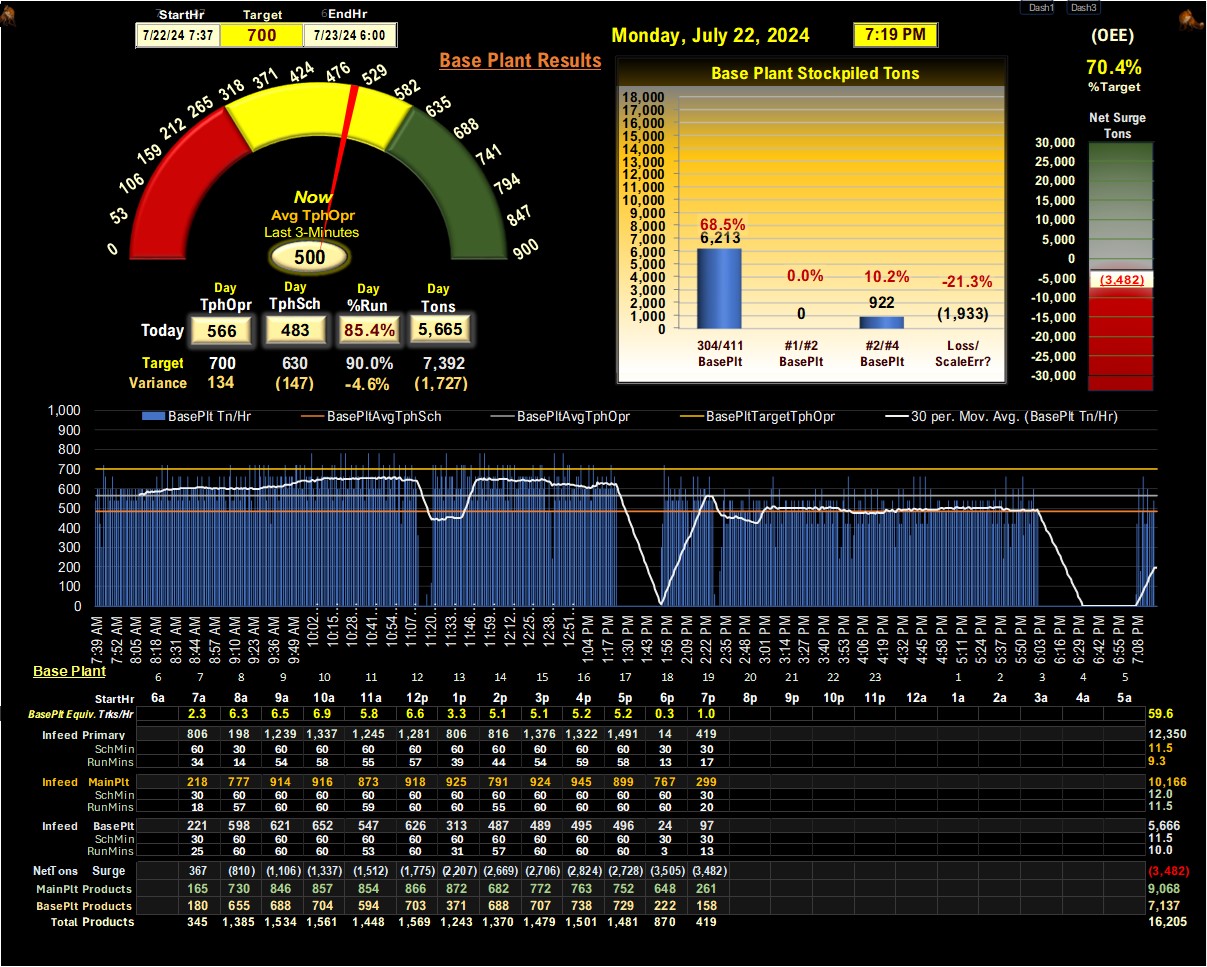 Dash1 Dash3
StartHr Target EndHr
7/22/24 7:37 700 7/23/24 6:00
Monday, July 22, 2024 7:19 PM
(OEE)
70.4%
%Target
Base Plant Results
0 53 106 159 212 265 318 371 424 476 529 582 635 688 741 794 847 900
Now
Avg TphOpr
Last 3-Minutes
500
Day Day Day Day
TphOpr TphSch %Run Tons
Today 566 483 85.4% 5,665
Target 700 630 90.0% 7,392
Variance 134 (147) -4.6% (1,727)
Base Plant Stockpiled Tons
18,000
17,000
16,000
15,000
14,000
13,000
12,000
11,000
10,000
9,000
8,000
7,000
6,000
5,000
4,000
3,000
2,000
1,000
0
68.5% 0.0% 10.2% -21.3%
6,213 0 922 (1,933)
304/411 #1/#2 #2/#4 Loss/
BasePlt BasePlt BasePlt ScaleErr?
Net Surge
Tons
30,000
25,000
20,000
15,000
10,000
5,000
0
-5,000
-10,000
-15,000
-20,000
-25,000
-30,000
(3,482)
BasePlt Tn/Hr BasePltAvgTphSch BasePltAvgTphOpr BasePltTargetTphOpr 30 per. Mov. Avg. (BasePlt Tn/Hr)
1,000
900
800
700
600
500
400
300
200
100
0
7:39 AM 7:52 AM 8:05 AM 8:18 AM 8:31 AM 8:44 AM 8:57 AM 9:10 AM 9:23 AM 9:36 AM 9:49 AM 10:02… 10:15… 10:28… 10:41… 10:54… 11:07… 11:20… 11:33… 11:46… 11:59… 12:12… 12:25… 12:38… 12:51… 1:04 PM 1:17 PM 1:30 PM 1:43 PM 1:56 PM 2:09 PM 2:22 PM 2:35 PM 2:48 PM 3:01 PM 3:14 PM 3:27 PM 3:40 PM 3:53 PM 4:06 PM 4:19 PM 4:32 PM 4:45 PM 4:58 PM 5:11 PM 5:24 PM 5:37 PM 5:50 PM 6:03 PM 6:16 PM 6:29 PM 6:42 PM 6:55 PM 7:08 PM
Base Plant
6 7 8 9 10 11 12 13 14 15 16 17 18 19 20 21 22 23 1 2 3 4 5
StartHr 6a 7a 8a 9a 10a 11a 12p 1p 2p 3p 4p 5p 6p 7p 8p 9p 10p 11p 12a 1a 2a 3a 4a 5a
BasePlt Equiv. Trks/Hr 2.3 6.3 6.5 6.9 5.8 6.6 3.3 5.1 5.1 5.2 5.2 0.3 1.0 59.6
Infeed Primary 806 198 1,239 1,337 1,245 1,281 806 816 1,376 1,322 1,491 14 419 12,350
SchMin 60 30 60 60 60 60 60 60 60 60 60 30 30 11.5
RunMins 34 14 54 58 55 57 39 44 54 59 58 13 17 9.3
Infeed MainPlt 218 777 914 916 873 918 925 791 924 945 899 767 299 10,166
SchMin 30 60 60 60 60 60 60 60 60 60 60 60 30 12.0
RunMins 18 57 60 60 59 60 60 55 60 60 60 60 20 11.5
Infeed BasePlt 221 598 621 652 547 626 313 487 489 495 496 24 97 5,666
SchMin 30 60 60 60 60 60 60 60 60 60 60 30 30 11.5
RunMins 25 60 60 60 53 60 31 57 60 60 60 3 13 10.0
NetTons Surge 367 (810) (1,106) (1,337) (1,512) (1,775) (2,207) (2,669) (2,706) (2,824) (2,728) (3,505) (3,482) (3,482)
MainPlt Products 165 730 846 857 854 866 872 682 772 763 752 648 261 9,068
BasePlt Products 180 655 688 704 594 703 371 688 707 738 729 222 158 7,137
Total Products 345 1,385 1,534 1,561 1,448 1,569 1,243 1,370 1,479 1,501 1,481 870 419 16,205